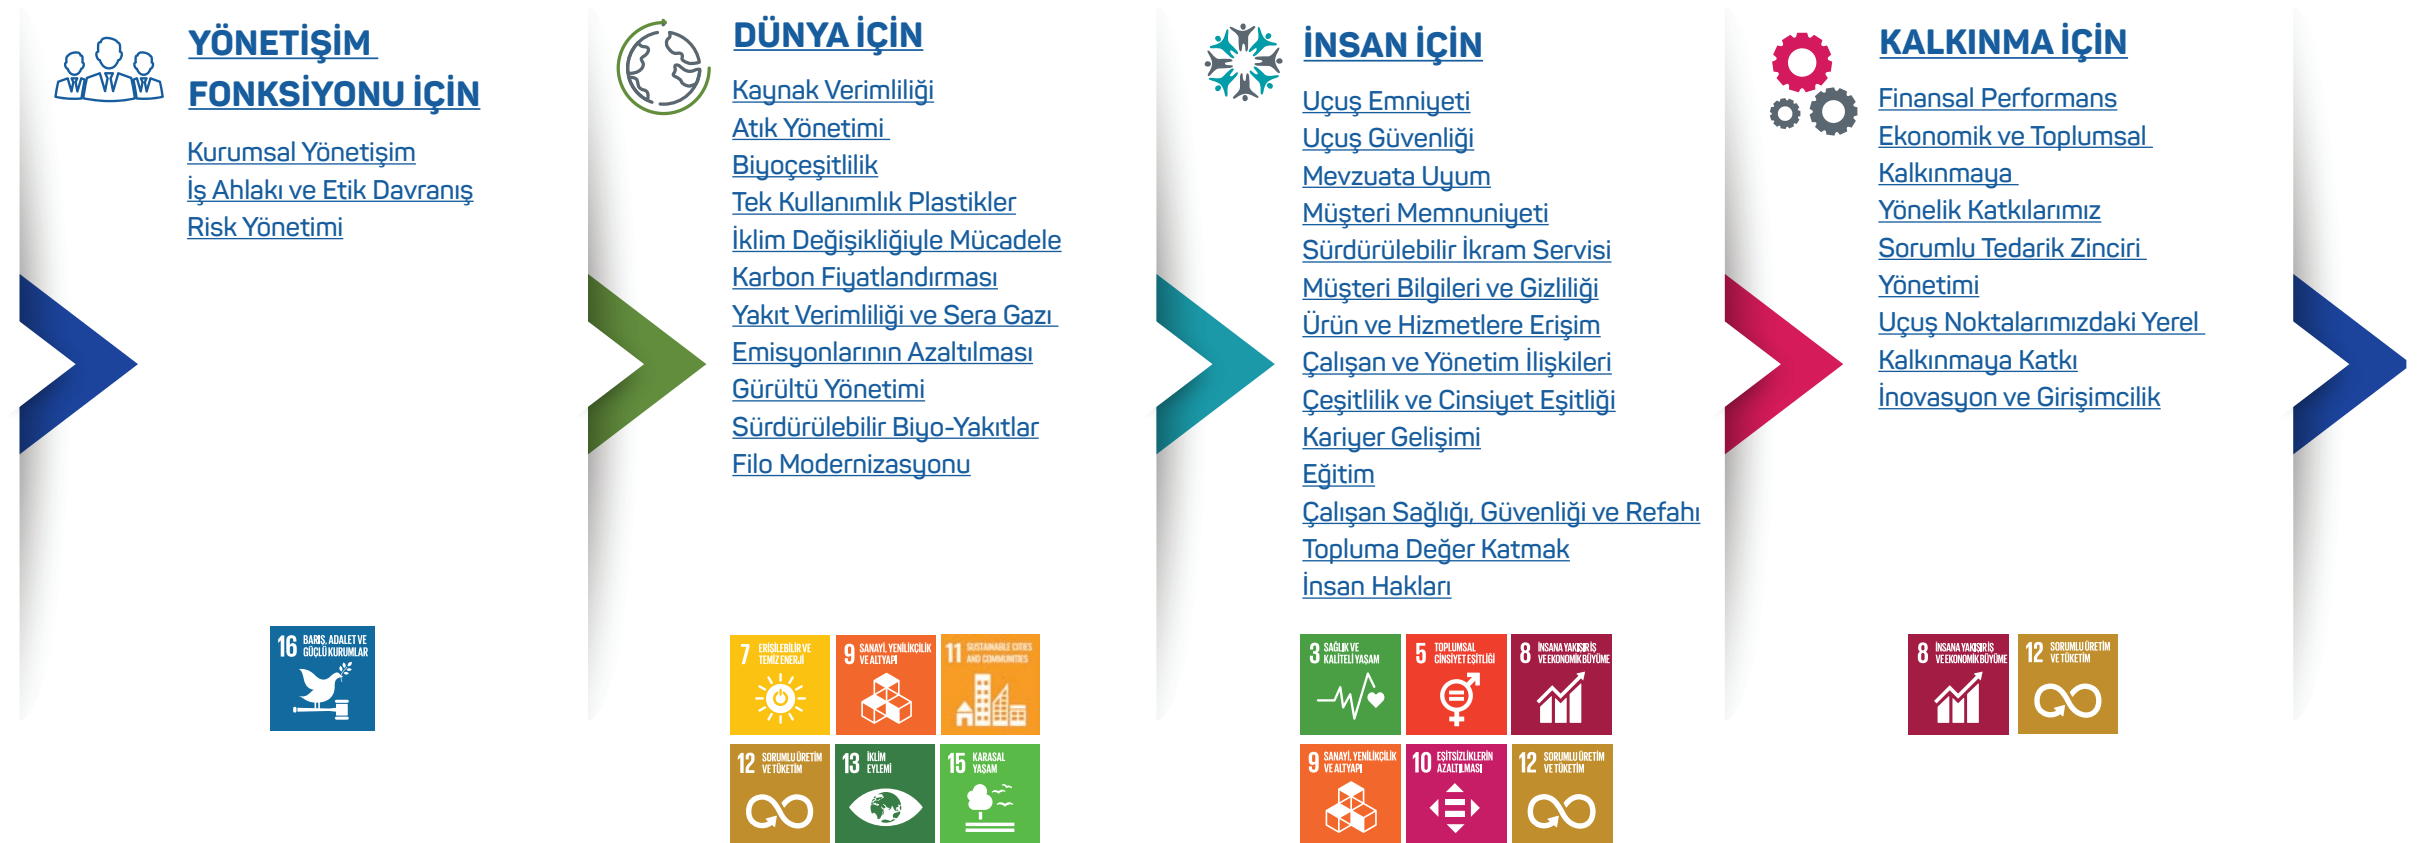 YÖNETİŞİM
FONKSİYONU İÇİN
Kurumsal Yönetişim
İş Ahlakı ve Etik Davranış
Risk Yönetimi
16 BARIŞ, ADALET VE
GÜÇLÜ KURUMLAR
DÜNYA İÇİN
Kaynak Verimliliği
Atık Yönetimi
Biyoçeşitlilik
Tek Kullanımlık Plastikler
İklim Değişikliğiyle Mücadele
Karbon Fiyatlandırması
Yakıt Verimliliği ve Sera Gazı
Emisyonlarının Azaltılması
Gürültü Yönetimi
Sürdürülebilir Biyo-Yakıtlar
Filo Modernizasyonu
7 ERİŞİLEBİLİR VE
TEMİZ ENERJİ
9 SANAYİ, YENİLİKÇİLİK
VE ALTYAPI
11 SUSTAINABLE CITIES
AND COMMUNITIES
12 SORUMLU ÜRETİM
VE TÜKETİM
13 İKLİM
EYLEMİ
15 KARASAL
YAŞAM
İNSAN İÇİN
Uçuş Emniyeti
Uçuş Güvenliği
Mevzuata Uyum
Müşteri Memnuniyeti
Sürdürülebilir İkram Servisi
Müşteri Bilgileri ve Gizliliği
Ürün ve Hizmetlere Erişim
Çalışan ve Yönetim İlişkileri
Çeşitlilik ve Cinsiyet Eşitliği
Kariyer Gelişimi
Eğitim
Çalışan Sağlığı, Güvenliği ve Refahı
Topluma Değer Katmak
İnsan Hakları
3 SAĞLIK VE
KALİTELİ YAŞAM
5 TOPLUMSAL
CİNSİYET EŞİTLİĞİ
8 İNSANA YAKIŞIR İŞ
VE EKONOMİK BÜYÜME
9 SANAYİ, YENİLİKÇİLİK
VE ALTYAPI
10 EŞİTSİZLİKLERİN
AZALTILMASI
12 SORUMLU ÜRETİM
VE TÜKETİM
KALKINMA İÇİN
Finansal Performans
Ekonomik ve Toplumsal
Kalkınmaya
Yönelik Katkılarımız
Sorumlu Tedarik Zinciri
Yönetimi
Uçuş Noktalarımızdaki Yerel
Kalkınmaya Katkı
İnovasyon ve Girişimcilik
8 İNSANA YAKIŞIR İŞ
VE EKONOMİK BÜYÜME
12 SORUMLU ÜRETİM
VE TÜKETİM